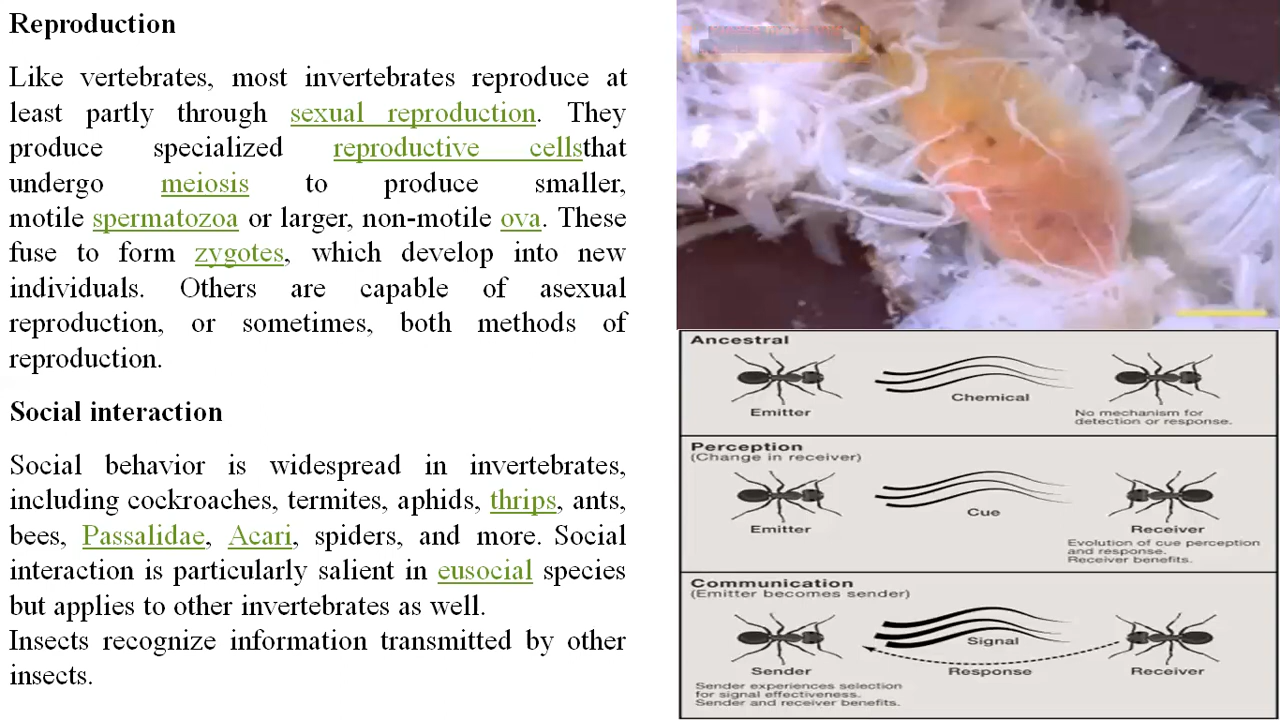 Reproduction
Like vertebrates, most invertebrates reproduce at
least partly through sexual reproduction. They
produce specialized reproductive cellsthat
undergo meiosis to produce smaller,
motile spermatozoa or larger, non-motile ova. These
fuse to form zygotes, which develop into new
individuals. Others are capable of asexual
reproduction, or sometimes, both methods of
reproduction.
Social interaction
Social behavior is widespread in invertebrates,
including cockroaches, termites, aphids, thrips, ants,
bees, Passalidae, Acari, spiders, and more. Social
interaction is particularly salient in eusocial species
but applies to other invertebrates as well.
Insects recognize information transmitted by other
insects.
Ancestral
Emitter
Chemical
No mechanism for
detection or response.
Perception
(Change in receiver)
Emitter
Cue
Receiver
Evolution of cue perception
and response.
Receiver benefits.
Communication
(Emitter becomes sender)
Signal
Sender
Response
Receiver
Sender experiences selection
for signal effectiveness.
Sender and receiver benefits.